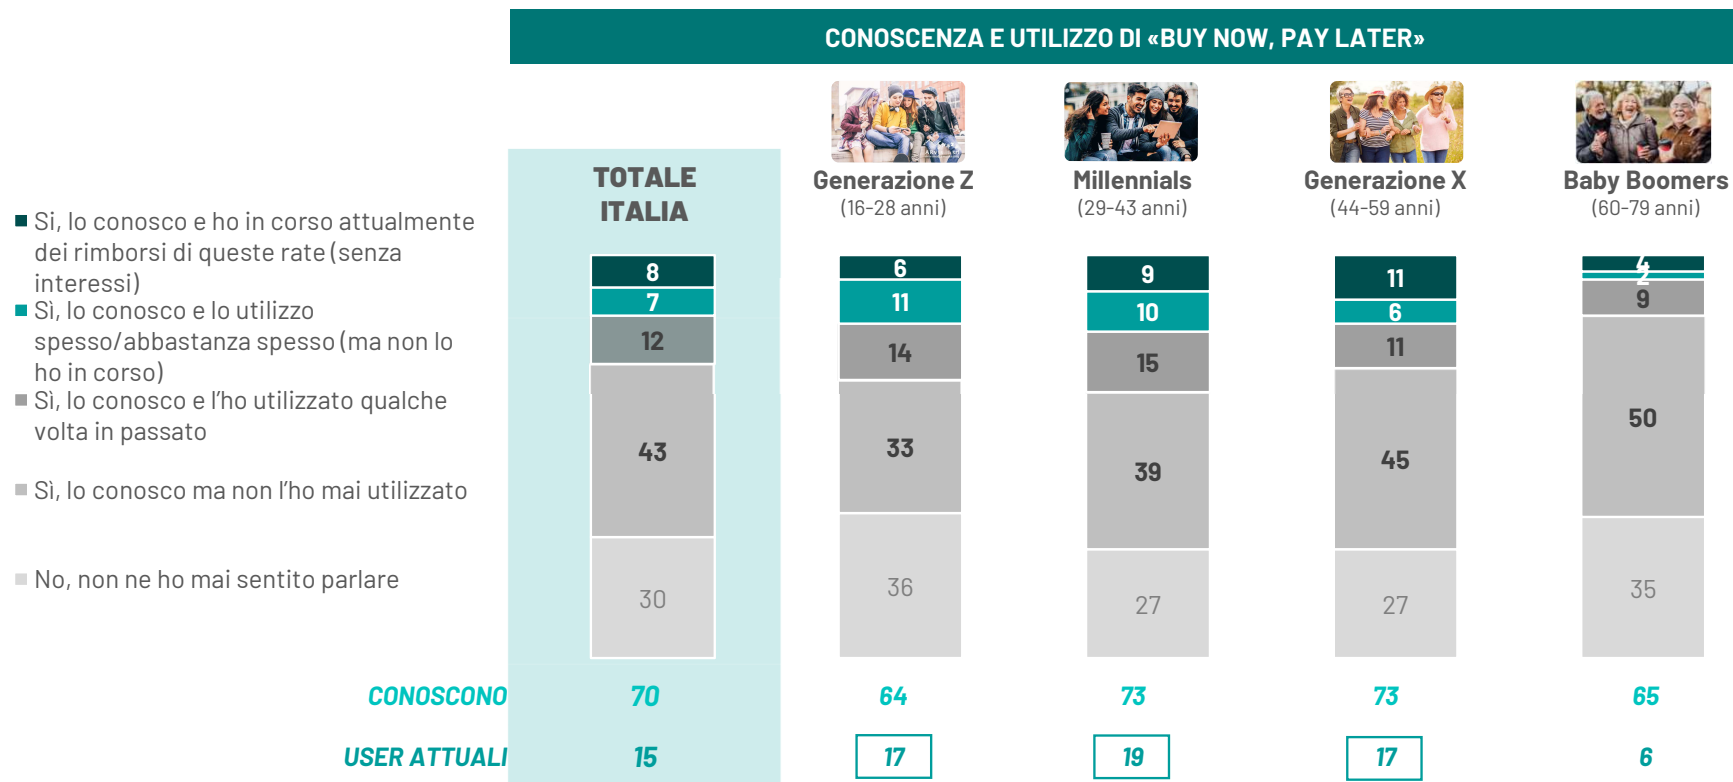 CONOSCENZA E UTILIZZO DI «BUY NOW, PAY LATER»
TOTALE
ITALIA
Generazione Z
(16-28 anni)
Millennials
(29-43 anni)
Generazione X
(44-59 anni)
Baby Boomers
(60-79 anni)
Si, lo conosco e ho in corso attualmente
dei rimborsi di queste rate (senza
interessi)
Sì, lo conosco e lo utilizzo
spesso/abbastanza spesso (ma non lo
ho in corso)
Sì, lo conosco e l'ho utilizzato qualche
volta in passato
Sì, lo conosco ma non l'ho mai utilizzato
No, non ne ho mai sentito parlare
8 6 9 11 4
7 11 10 6 2
12 14 15 11 9
43 33 39 45 50
30 36 27 27 35
CONOSCONO 70 64 73 73 65
USER ATTUALI 15 17 19 17 6